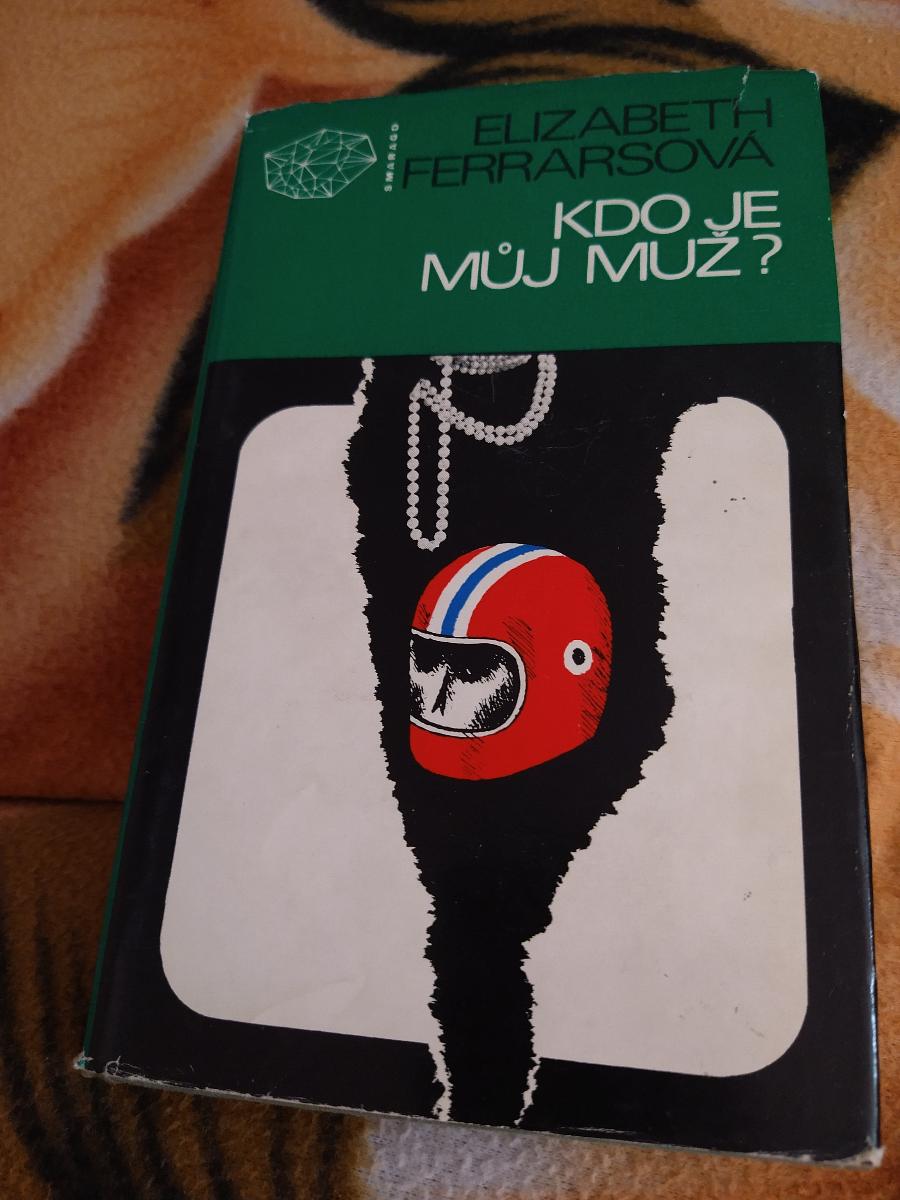 SMARAGD
ELIZABETH
FERRARSOVÁ
KDO JE
MŮJ MUŽ?